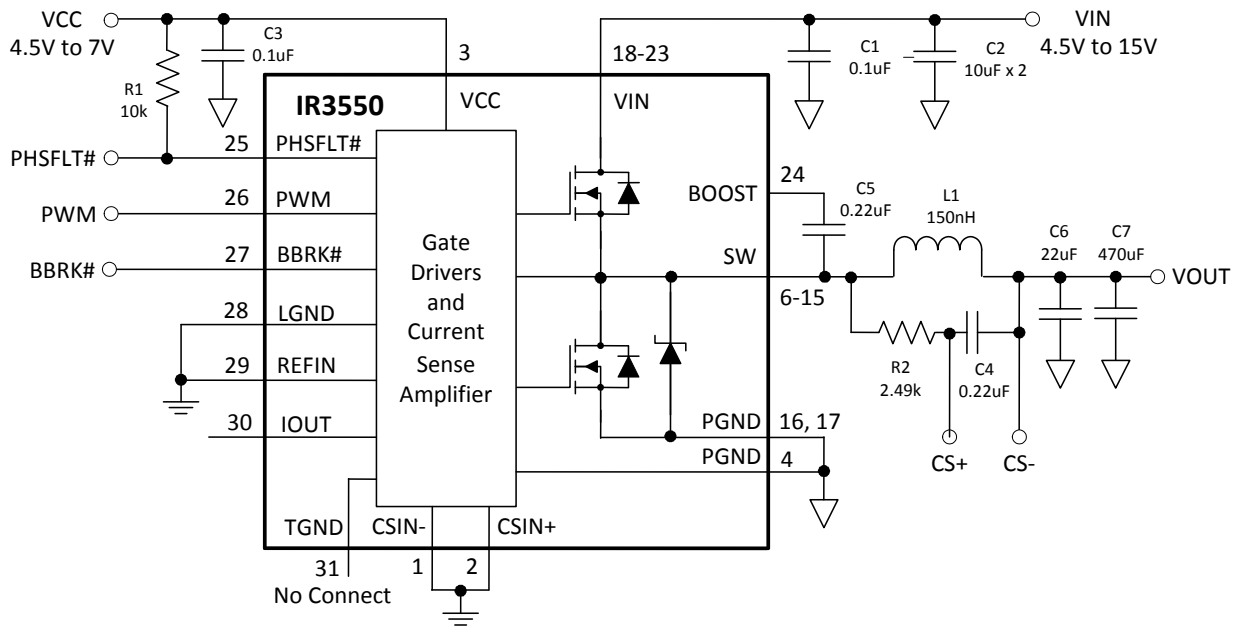 VCC
4.5V to 7V
C3
0.1uF
3
18-23
C1
0.1uF
C2
10uF x 2
VIN
4.5V to 15V
R1
10k
IR3550
VCC
VIN
PHSFLT#
25
PHSFLT#
PWM
26
PWM
BBRK#
27
BBRK#
28
LGND
29
REFIN
30
IOUT
Gate
Drivers
and
Current
Sense
Amplifier
BOOST
24
C5
0.22uF
SW
6-15
L1
150nH
C6
22uF
C7
470uF
VOUT
R2
2.49k
C4
0.22uF
CS+
CS-
PGND
16, 17
PGND
4
TGND
CSIN-
CSIN+
31
1
2
No Connect